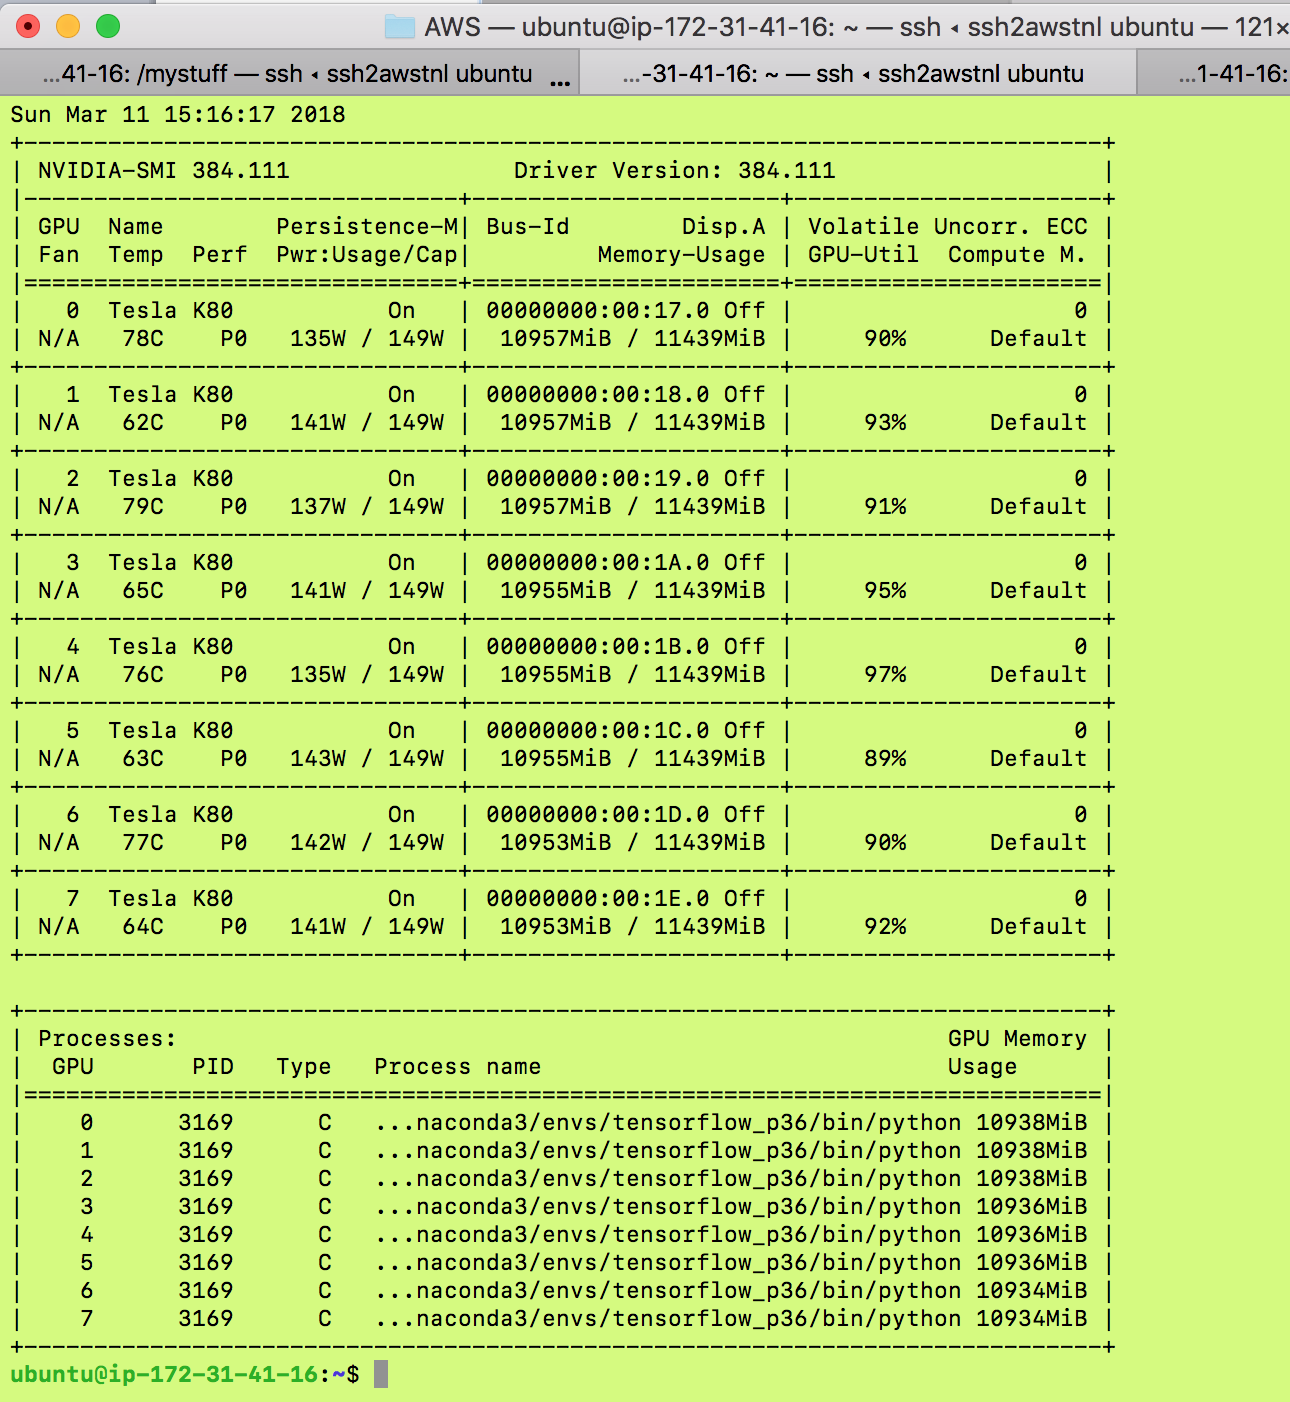 AWS — ubuntu@ip-172-31-41-16: ~ — ssh ◂ ssh2awstnl ubuntu — 121×
...41-16: /mystuff — ssh ◂ ssh2awstnl ubuntu ... ...-31-41-16: ~ — ssh ◂ ssh2awstnl ubuntu ...1-41-16:
Sun Mar 11 15:16:17 2018
+-----------------------------------------------------------------------------+
| NVIDIA-SMI 384.111                Driver Version: 384.111                   |
|-------------------------------+----------------------+----------------------+
| GPU  Name        Persistence-M| Bus-Id        Disp.A | Volatile Uncorr. ECC |
| Fan  Temp  Perf  Pwr:Usage/Cap|         Memory-Usage | GPU-Util  Compute M. |
|===============================+======================+======================|
|   0  Tesla K80           On   | 00000000:00:17.0 Off |                    0 |
| N/A   78C    P0   135W / 149W |  10957MiB / 11439MiB |     90%      Default |
+-------------------------------+----------------------+----------------------+
|   1  Tesla K80           On   | 00000000:00:18.0 Off |                    0 |
| N/A   62C    P0   141W / 149W |  10957MiB / 11439MiB |     93%      Default |
+-------------------------------+----------------------+----------------------+
|   2  Tesla K80           On   | 00000000:00:19.0 Off |                    0 |
| N/A   79C    P0   137W / 149W |  10957MiB / 11439MiB |     91%      Default |
+-------------------------------+----------------------+----------------------+
|   3  Tesla K80           On   | 00000000:00:1A.0 Off |                    0 |
| N/A   65C    P0   141W / 149W |  10955MiB / 11439MiB |     95%      Default |
+-------------------------------+----------------------+----------------------+
|   4  Tesla K80           On   | 00000000:00:1B.0 Off |                    0 |
| N/A   76C    P0   135W / 149W |  10955MiB / 11439MiB |     97%      Default |
+-------------------------------+----------------------+----------------------+
|   5  Tesla K80           On   | 00000000:00:1C.0 Off |                    0 |
| N/A   63C    P0   143W / 149W |  10955MiB / 11439MiB |     89%      Default |
+-------------------------------+----------------------+----------------------+
|   6  Tesla K80           On   | 00000000:00:1D.0 Off |                    0 |
| N/A   77C    P0   142W / 149W |  10953MiB / 11439MiB |     90%      Default |
+-------------------------------+----------------------+----------------------+
|   7  Tesla K80           On   | 00000000:00:1E.0 Off |                    0 |
| N/A   64C    P0   141W / 149W |  10953MiB / 11439MiB |     92%      Default |
+-------------------------------+----------------------+----------------------+
+-----------------------------------------------------------------------------+
| Processes:                                                       GPU Memory |
|  GPU       PID   Type   Process name                             Usage      |
|=============================================================================|
|    0      3169      C   ...naconda3/envs/tensorflow_p36/bin/python 10938MiB |
|    1      3169      C   ...naconda3/envs/tensorflow_p36/bin/python 10938MiB |
|    2      3169      C   ...naconda3/envs/tensorflow_p36/bin/python 10938MiB |
|    3      3169      C   ...naconda3/envs/tensorflow_p36/bin/python 10936MiB |
|    4      3169      C   ...naconda3/envs/tensorflow_p36/bin/python 10936MiB |
|    5      3169      C   ...naconda3/envs/tensorflow_p36/bin/python 10936MiB |
|    6      3169      C   ...naconda3/envs/tensorflow_p36/bin/python 10934MiB |
|    7      3169      C   ...naconda3/envs/tensorflow_p36/bin/python 10934MiB |
+-----------------------------------------------------------------------------+
ubuntu@ip-172-31-41-16:~$